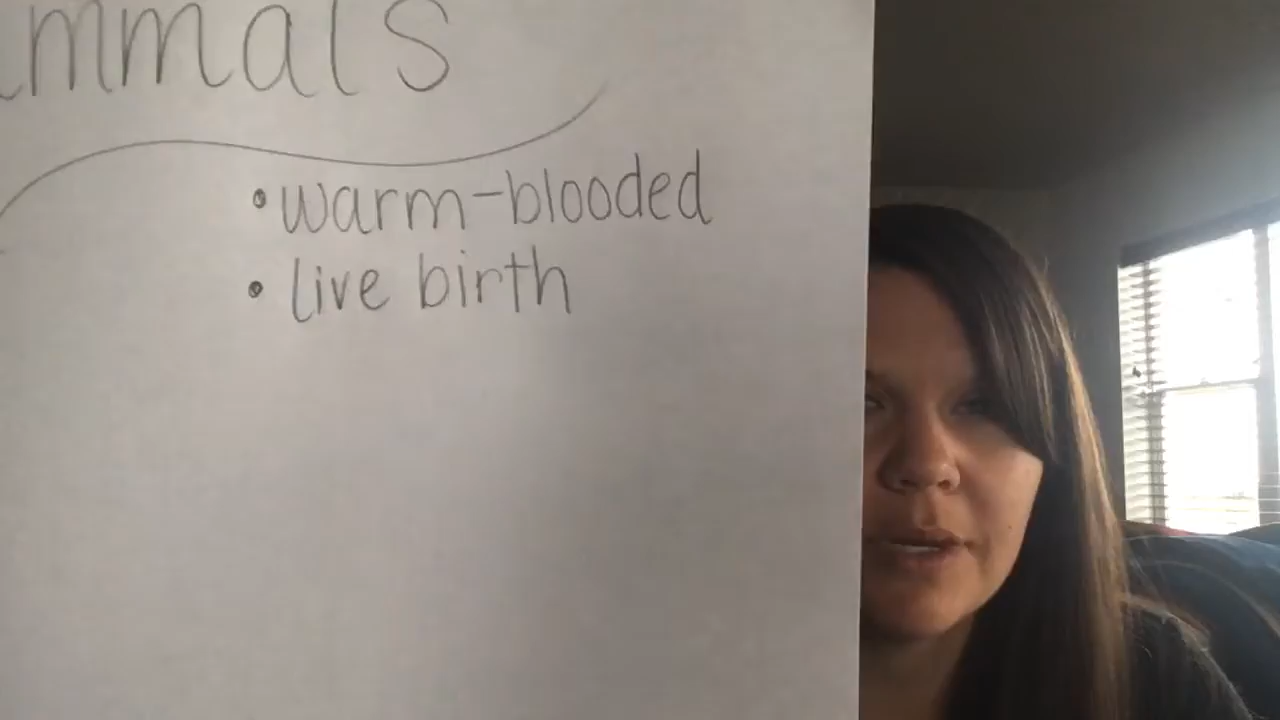 mmals
• warm-blooded
• live birth